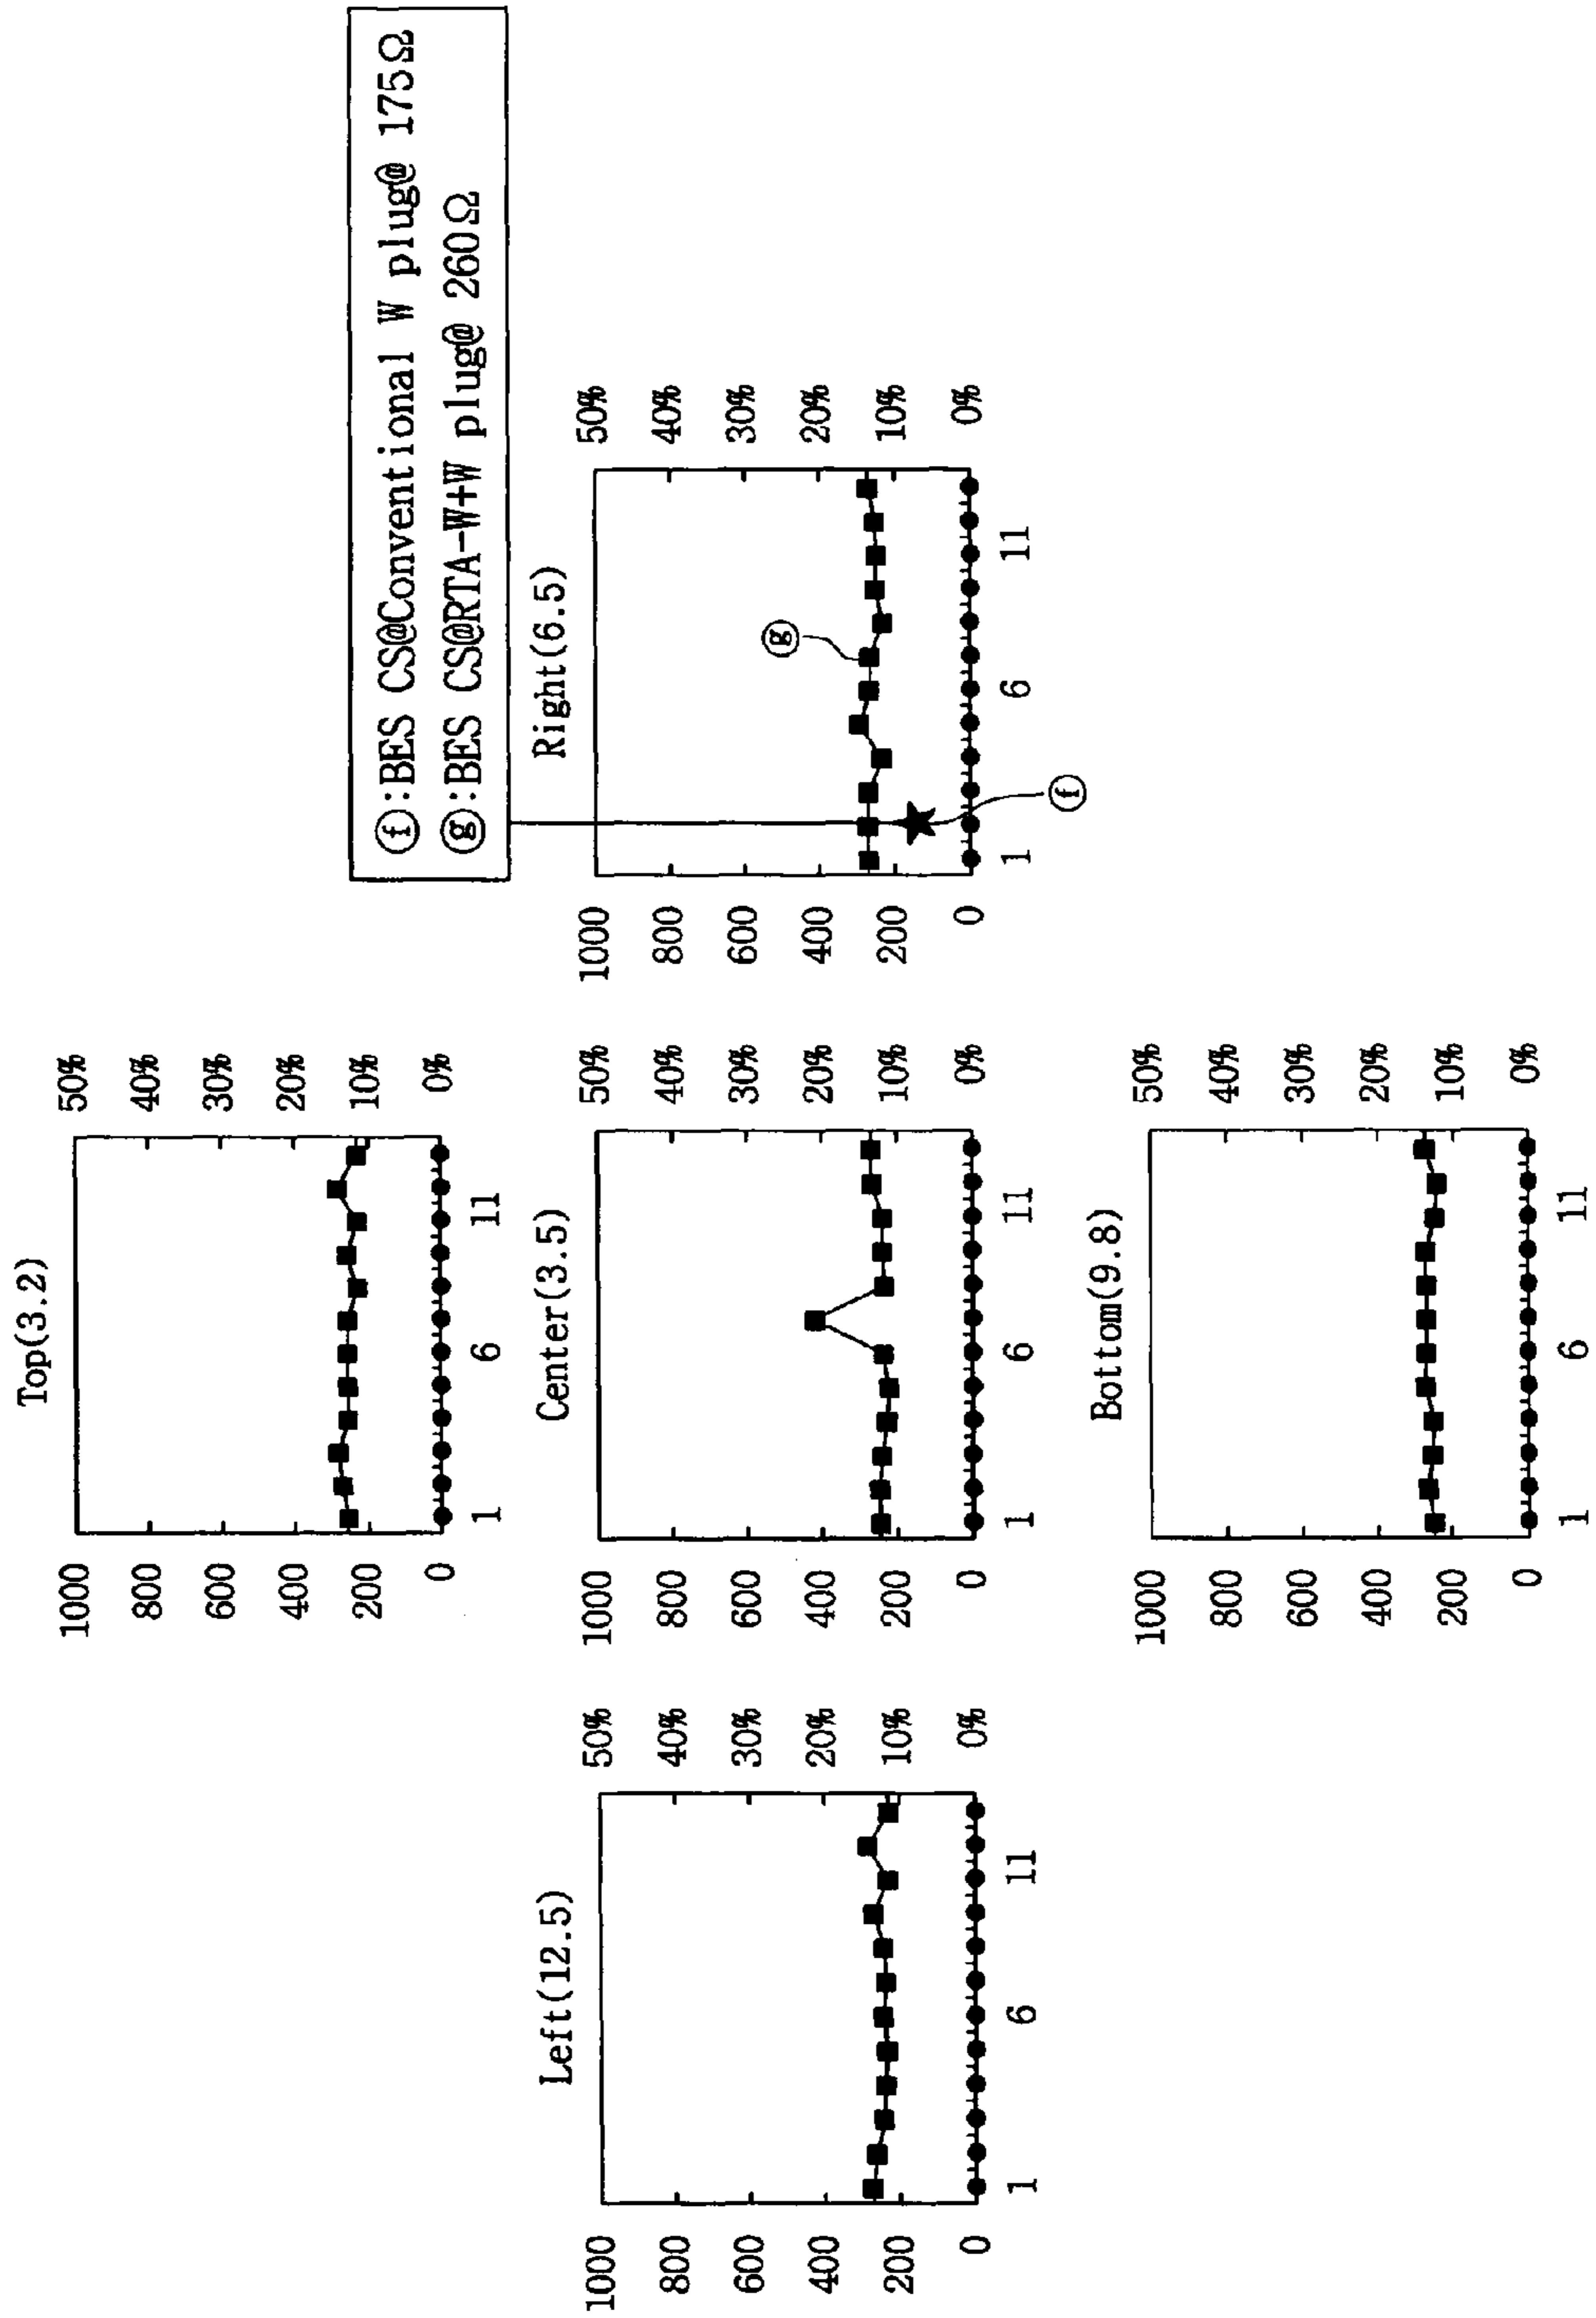 ⓕ:BES CS@Conventional W plug@ 175Ω
ⓖ:BES CS@RTA-W+W plug@ 260Ω
Top(3.2)
1000 50%
800 40%
600 30%
400 20%
200 10%
0 0%
1 6 11
Left(12.5)
1000 50%
800 40%
600 30%
400 20%
200 10%
0 0%
1 6 11
Center(3.5)
1000 50%
800 40%
600 30%
400 20%
200 10%
0 0%
1 6 11
Right(6.5)
1000 50%
800 40%
600 30%
400 20%
200 10%
0 0%
1 6 11
ⓖ
ⓕ
Bottom(9.8)
1000 50%
800 40%
600 30%
400 20%
200 10%
0 0%
1 6 11